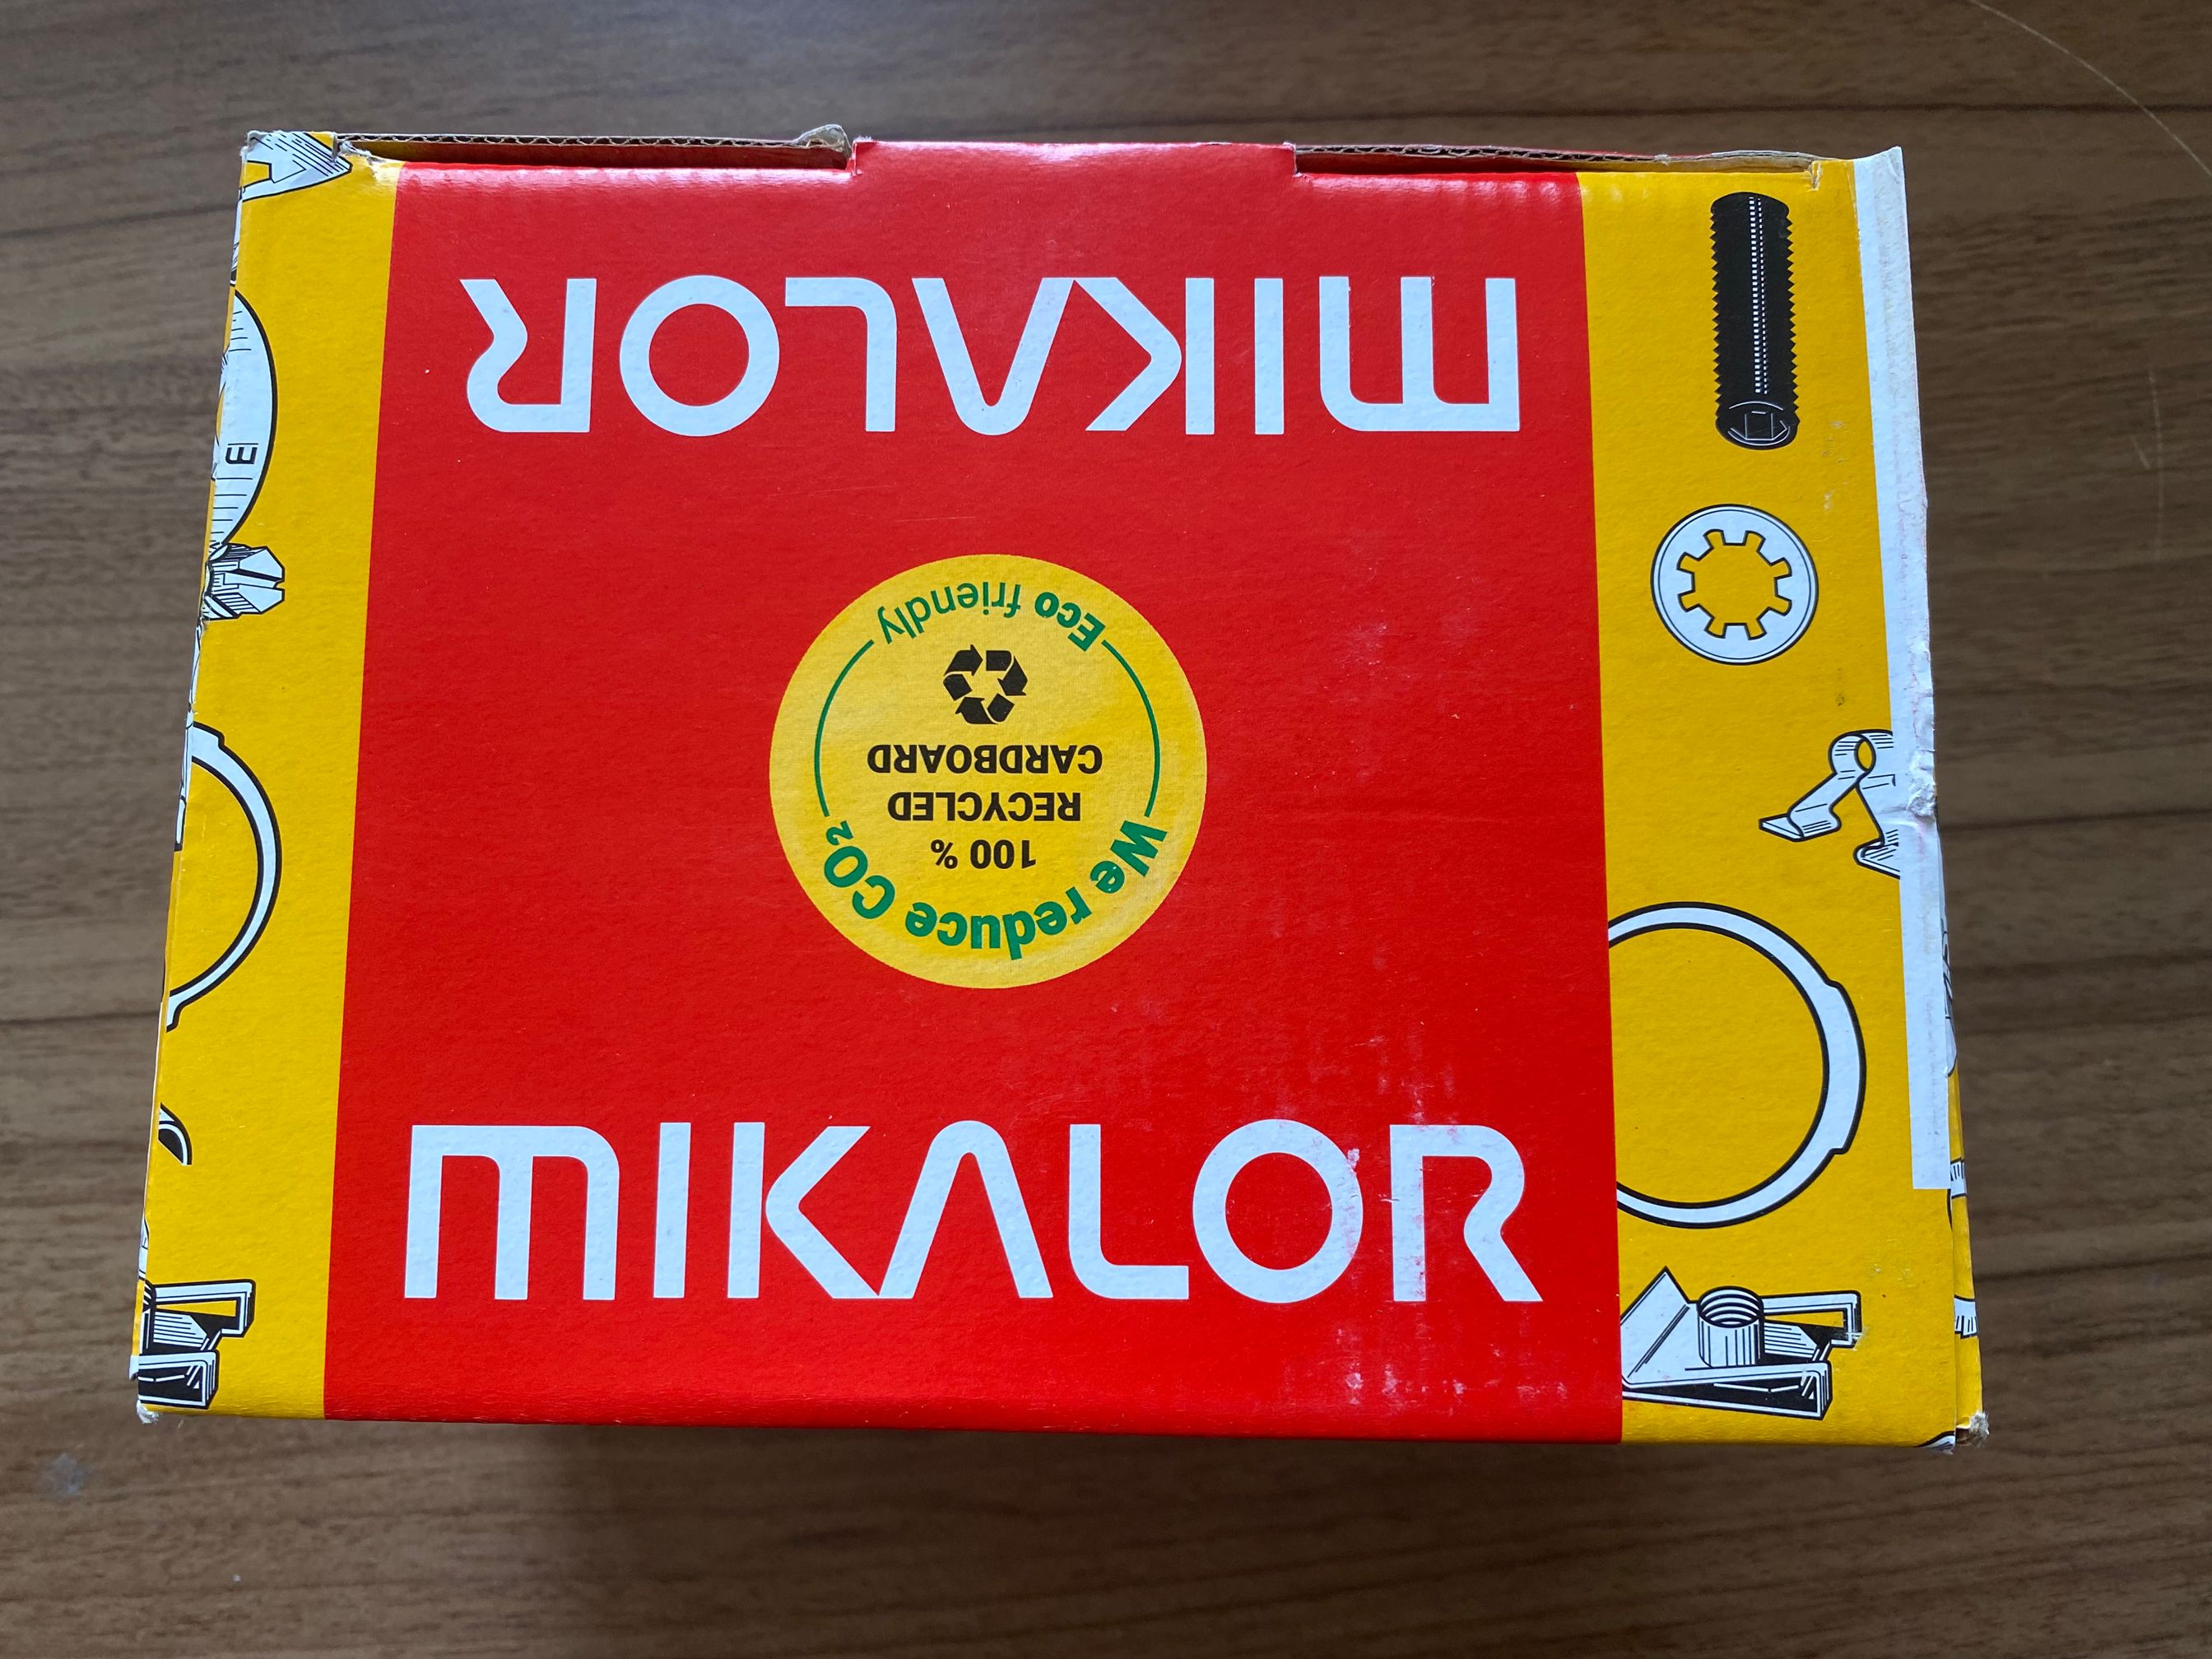 MIKALOR
Eco friendly
CARDBOARD
RECYCLED
100 %
We reduce CO₂
MIKALOR